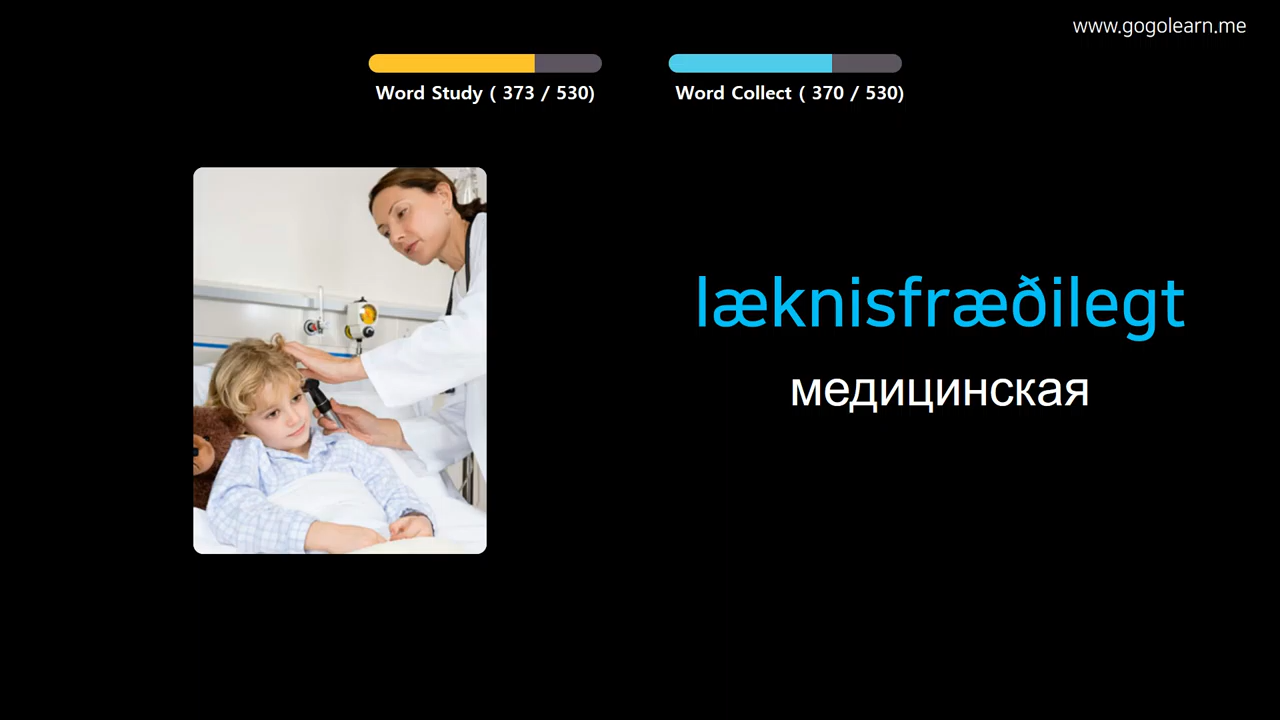 www.gogolearn.me
Word Study ( 373 / 530)
Word Collect ( 370 / 530)
læknisfræðilegt
медицинская